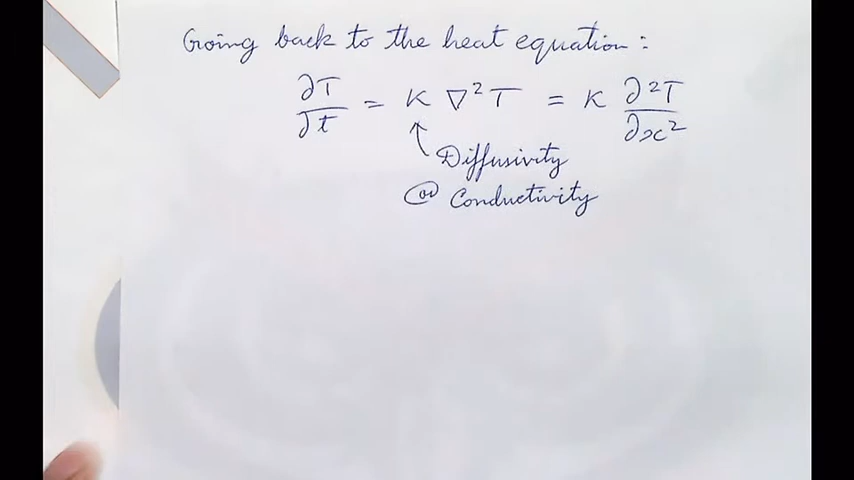 Going back to the heat equation:
∂T/∂t = K ∇²T = K ∂²T/∂x²
Diffusivity
or Conductivity